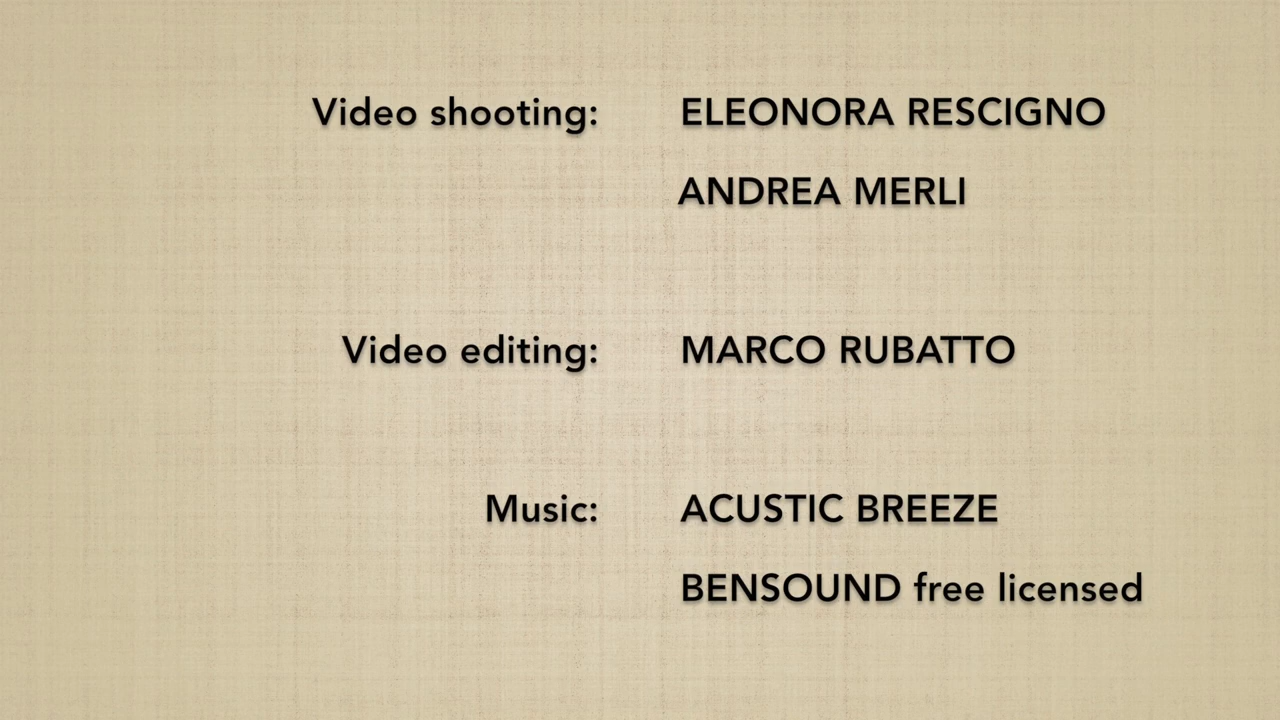 Video shooting: ELEONORA RESCIGNO
ANDREA MERLI
Video editing: MARCO RUBATTO
Music: ACUSTIC BREEZE
BENSOUND free licensed